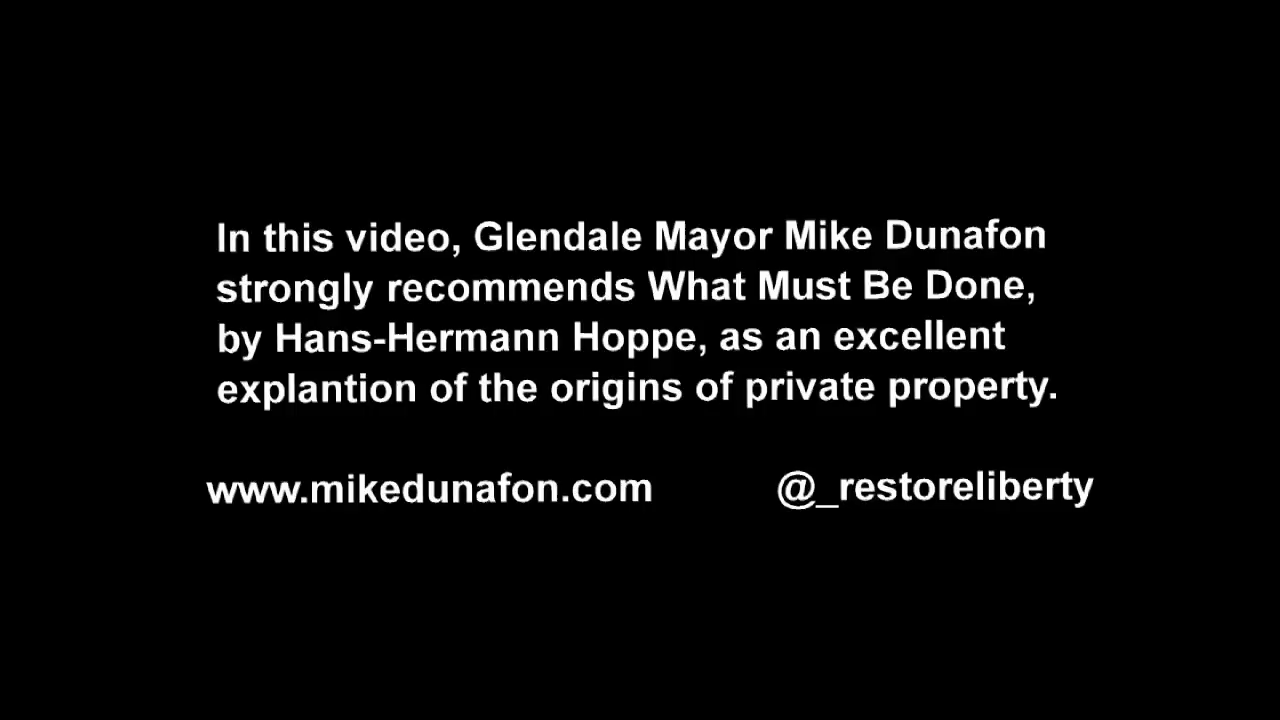 In this video, Glendale Mayor Mike Dunafon
strongly recommends What Must Be Done,
by Hans-Hermann Hoppe, as an excellent
explantion of the origins of private property.
www.mikedunafon.com @_restoreliberty